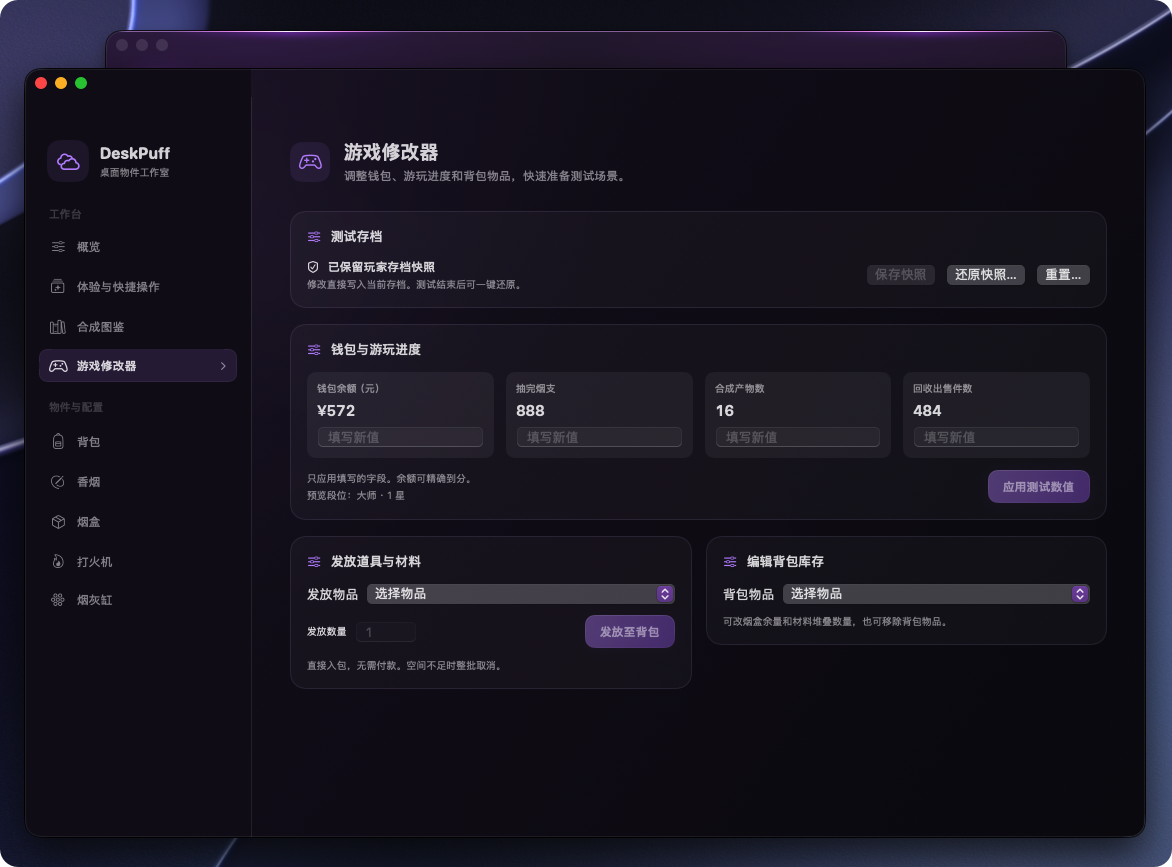 DeskPuff
桌面物件工作室
工作台
概览
体验与快捷操作
合成图鉴
游戏修改器
物件与配置
背包
香烟
烟盒
打火机
烟灰缸
游戏修改器
调整钱包、游玩进度和背包物品，快速准备测试场景。
测试存档
已保留玩家存档快照
修改直接写入当前存档。测试结束后可一键还原。
保存快照 还原快照... 重置...
钱包与游玩进度
钱包余额（元） 抽完烟支 合成产物数 回收出售件数
¥572 888 16 484
填写新值 填写新值 填写新值 填写新值
只应用填写的字段。余额可精确到分。
预览段位：大师 · 1 星
应用测试数值
发放道具与材料
发放物品 选择物品
发放数量 1 发放至背包
直接入包，无需付款。空间不足时整批取消。
编辑背包库存
背包物品 选择物品
可改烟盒余量和材料堆叠数量，也可移除背包物品。